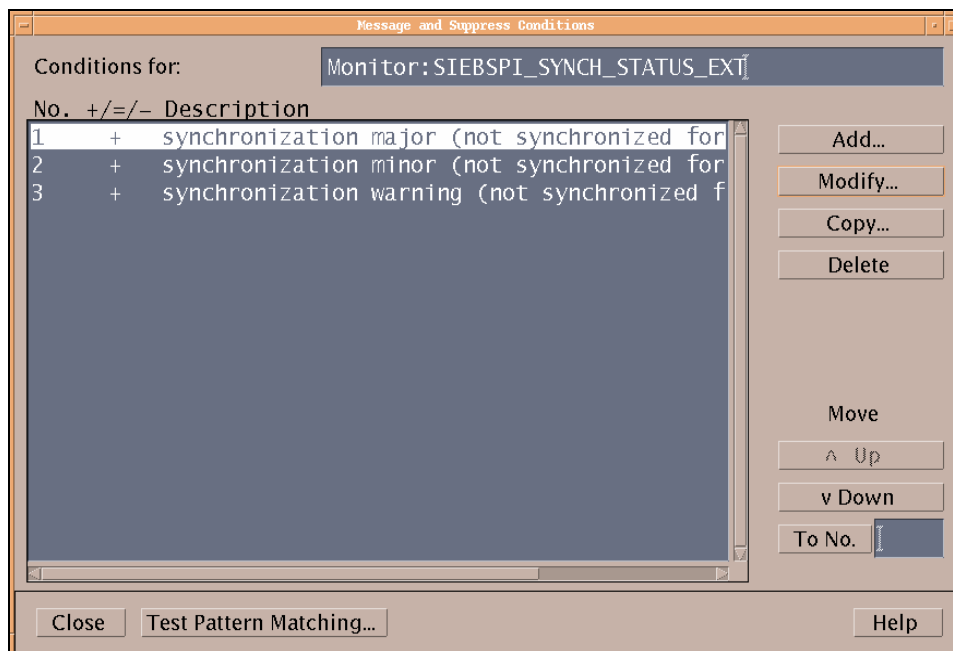 Message and Suppress Conditions
Conditions for: Monitor:SIEBSPI_SYNCH_STATUS_EXT
No. +/=/- Description
1 + synchronization major (not synchronized for
2 + synchronization minor (not synchronized for
3 + synchronization warning (not synchronized f
Add...
Modify...
Copy...
Delete
Move
^ Up
v Down
To No.
Close Test Pattern Matching... Help